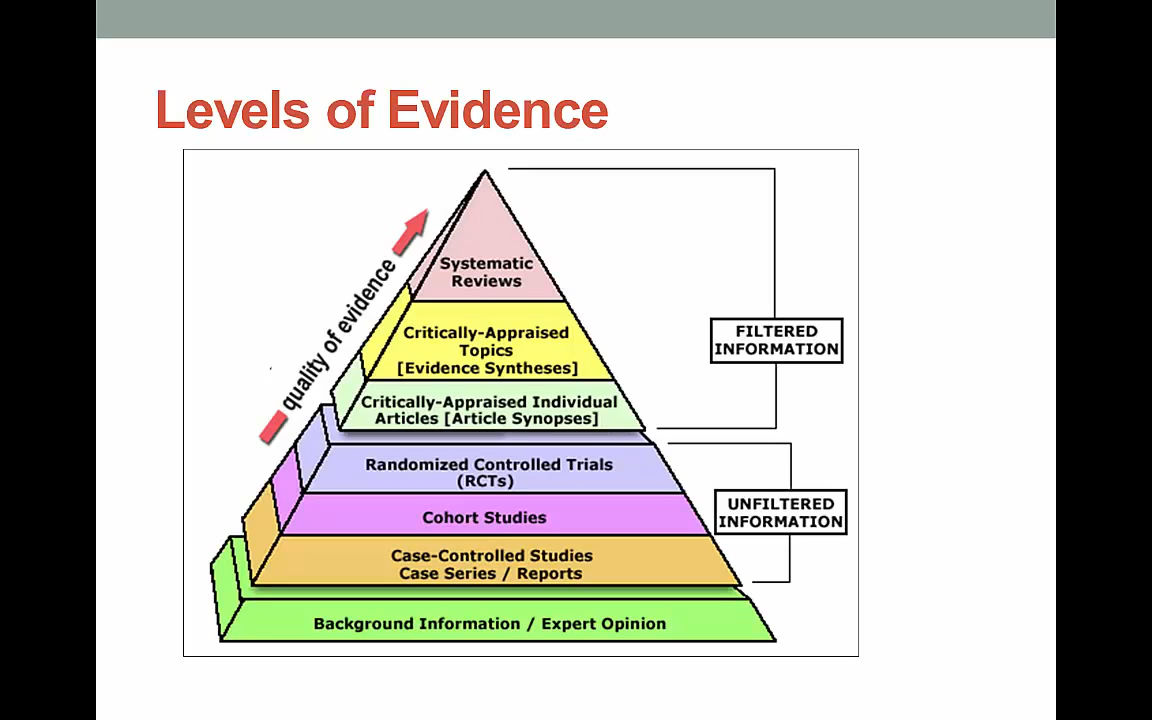 Levels of Evidence
quality of evidence
Systematic
Reviews
Critically-Appraised
Topics
[Evidence Syntheses]
Critically-Appraised Individual
Articles [Article Synopses]
FILTERED
INFORMATION
Randomized Controlled Trials
(RCTs)
Cohort Studies
Case-Controlled Studies
Case Series / Reports
UNFILTERED
INFORMATION
Background Information / Expert Opinion